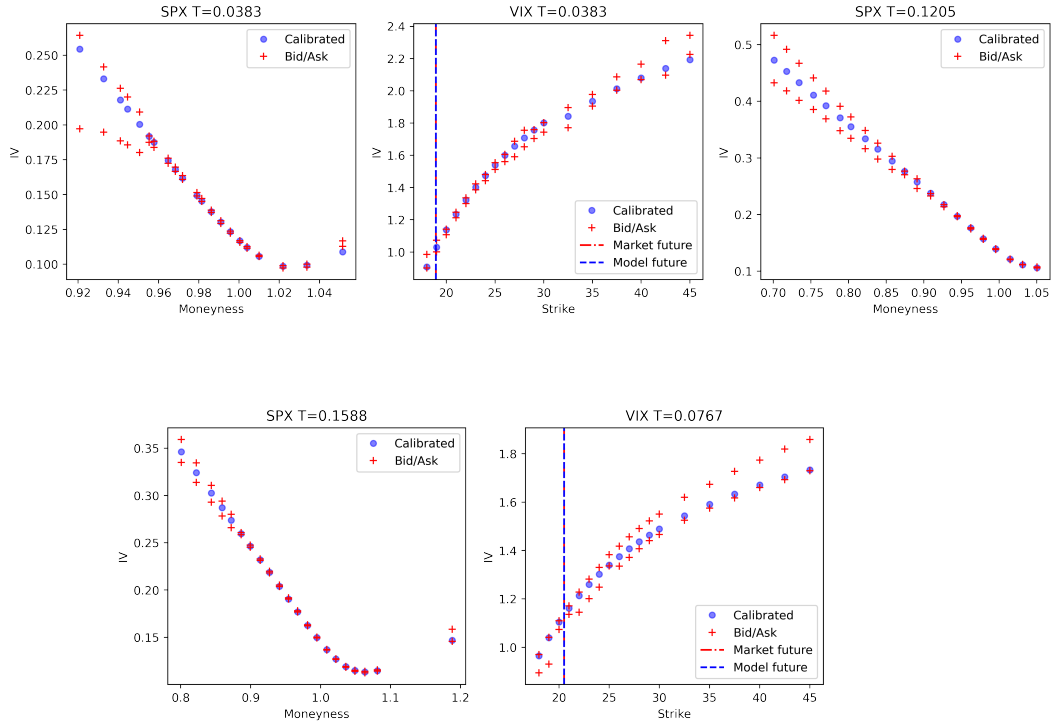 SPX T=0.0383
0.250
0.225
0.200
0.175
0.150
0.125
0.100
IV
0.92 0.94 0.96 0.98 1.00 1.02 1.04
Moneyness
Calibrated
Bid/Ask
VIX T=0.0383
2.4
2.2
2.0
1.8
1.6
1.4
1.2
1.0
IV
20 25 30 35 40 45
Strike
Calibrated
Bid/Ask
Market future
Model future
SPX T=0.1205
0.5
0.4
0.3
0.2
0.1
IV
0.70 0.75 0.80 0.85 0.90 0.95 1.00 1.05
Moneyness
Calibrated
Bid/Ask
SPX T=0.1588
0.35
0.30
0.25
0.20
0.15
IV
0.8 0.9 1.0 1.1 1.2
Moneyness
Calibrated
Bid/Ask
VIX T=0.0767
1.8
1.6
1.4
1.2
1.0
IV
20 25 30 35 40 45
Strike
Calibrated
Bid/Ask
Market future
Model future